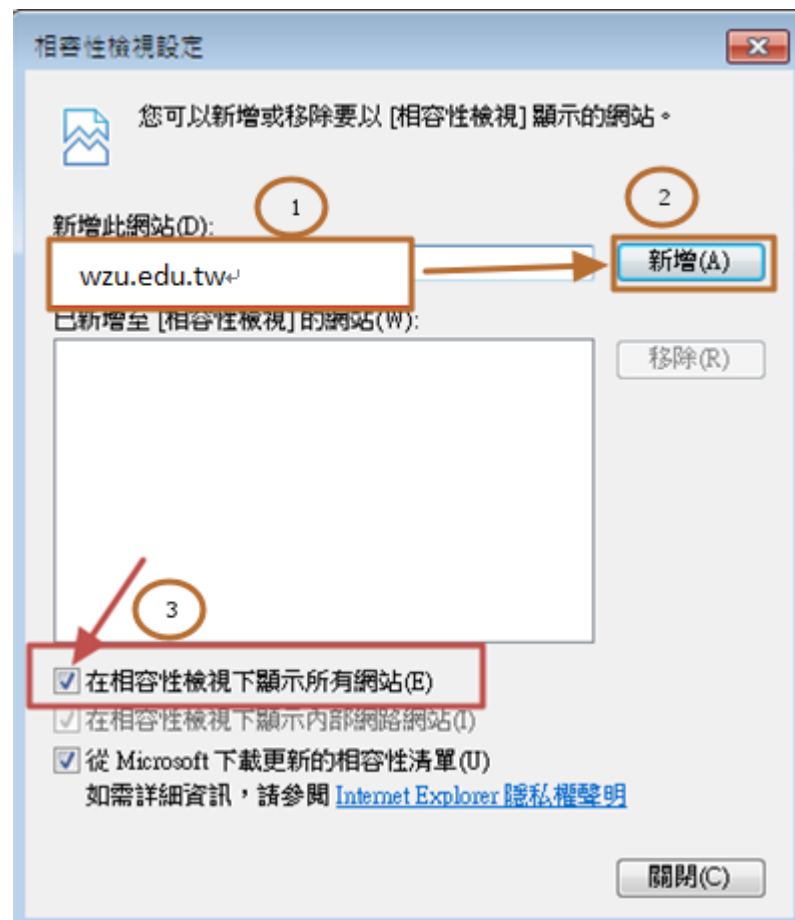 相容性檢視設定
您可以新增或移除要以 [相容性檢視] 顯示的網站。
1
2
新增此網站(D):
wzu.edu.tw↵
新增(A)
已新增至 [相容性檢視] 的網站(W):
移除(R)
3
在相容性檢視下顯示所有網站(E)
在相容性檢視下顯示內部網路網站(I)
從 Microsoft 下載更新的相容性清單(U)
如需詳細資訊，請參閱 Internet Explorer 隱私權聲明
關閉(C)